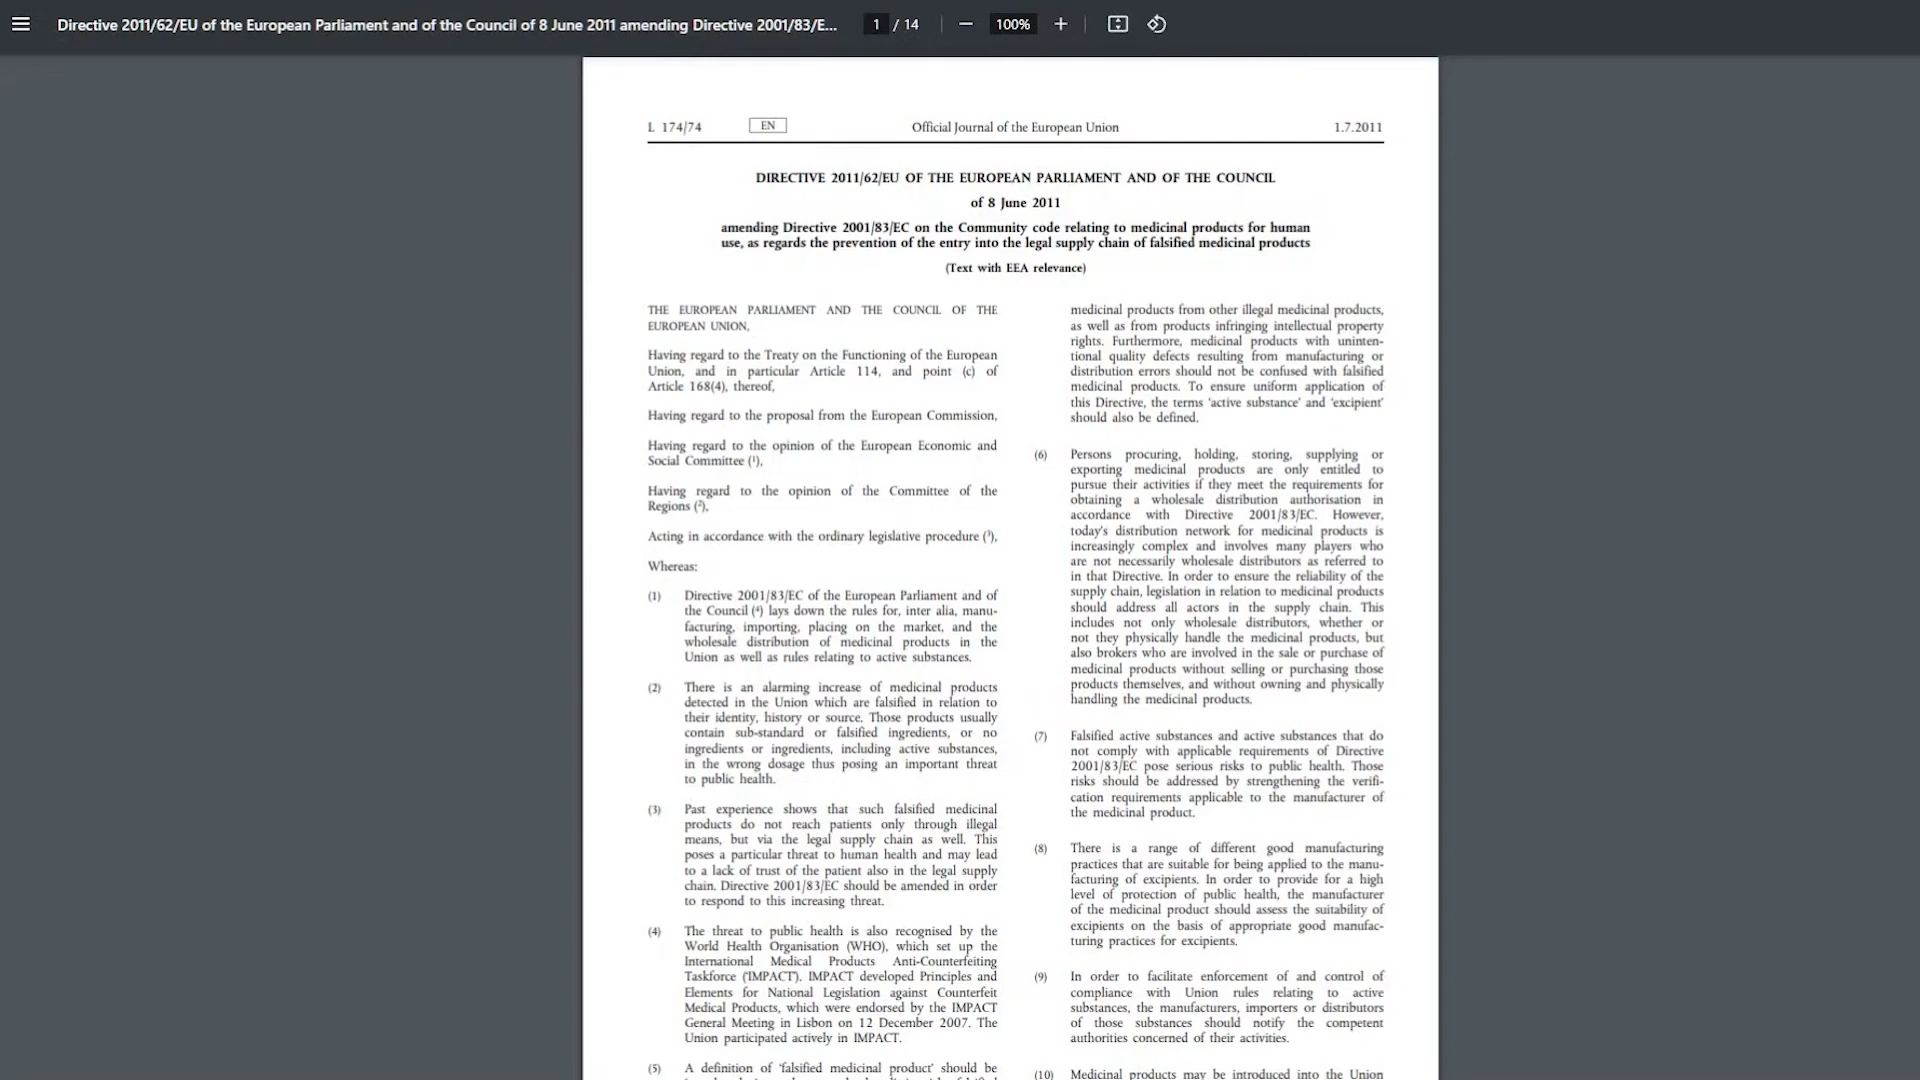 Directive 2011/62/EU of the European Parliament and of the Council of 8 June 2011 amending Directive 2001/83/E...
1 / 14
100%
L 174/74
EN
Official Journal of the European Union
1.7.2011
DIRECTIVE 2011/62/EU OF THE EUROPEAN PARLIAMENT AND OF THE COUNCIL
of 8 June 2011
amending Directive 2001/83/EC on the Community code relating to medicinal products for human
use, as regards the prevention of the entry into the legal supply chain of falsified medicinal products
(Text with EEA relevance)
THE EUROPEAN PARLIAMENT AND THE COUNCIL OF THE
EUROPEAN UNION,
Having regard to the Treaty on the Functioning of the European
Union, and in particular Article 114, and point (c) of
Article 168(4), thereof,
Having regard to the proposal from the European Commission,
Having regard to the opinion of the European Economic and
Social Committee (¹),
Having regard to the opinion of the Committee of the
Regions (²),
Acting in accordance with the ordinary legislative procedure (³),
Whereas:
(1) Directive 2001/83/EC of the European Parliament and of
the Council (⁴) lays down the rules for, inter alia, manu-
facturing, importing, placing on the market, and the
wholesale distribution of medicinal products in the
Union as well as rules relating to active substances.
(2) There is an alarming increase of medicinal products
detected in the Union which are falsified in relation to
their identity, history or source. Those products usually
contain sub-standard or falsified ingredients, or no
ingredients or ingredients, including active substances,
in the wrong dosage thus posing an important threat
to public health.
(3) Past experience shows that such falsified medicinal
products do not reach patients only through illegal
means, but via the legal supply chain as well. This
poses a particular threat to human health and may lead
to a lack of trust of the patient also in the legal supply
chain. Directive 2001/83/EC should be amended in order
to respond to this increasing threat.
(4) The threat to public health is also recognised by the
World Health Organisation (WHO), which set up the
International Medical Products Anti-Counterfeiting
Taskforce ('IMPACT'). IMPACT developed Principles and
Elements for National Legislation against Counterfeit
Medical Products, which were endorsed by the IMPACT
General Meeting in Lisbon on 12 December 2007. The
Union participated actively in IMPACT.
(5) A definition of 'falsified medicinal product' should be
medicinal products from other illegal medicinal products,
as well as from products infringing intellectual property
rights. Furthermore, medicinal products with uninten-
tional quality defects resulting from manufacturing or
distribution errors should not be confused with falsified
medicinal products. To ensure uniform application of
this Directive, the terms 'active substance' and 'excipient'
should also be defined.
(6) Persons procuring, holding, storing, supplying or
exporting medicinal products are only entitled to
pursue their activities if they meet the requirements for
obtaining a wholesale distribution authorisation in
accordance with Directive 2001/83/EC. However,
today's distribution network for medicinal products is
increasingly complex and involves many players who
are not necessarily wholesale distributors as referred to
in that Directive. In order to ensure the reliability of the
supply chain, legislation in relation to medicinal products
should address all actors in the supply chain. This
includes not only wholesale distributors, whether or
not they physically handle the medicinal products, but
also brokers who are involved in the sale or purchase of
medicinal products without selling or purchasing those
products themselves, and without owning and physically
handling the medicinal products.
(7) Falsified active substances and active substances that do
not comply with applicable requirements of Directive
2001/83/EC pose serious risks to public health. Those
risks should be addressed by strengthening the verifi-
cation requirements applicable to the manufacturer of
the medicinal product.
(8) There is a range of different good manufacturing
practices that are suitable for being applied to the manu-
facturing of excipients. In order to provide for a high
level of protection of public health, the manufacturer
of the medicinal product should assess the suitability of
excipients on the basis of appropriate good manufac-
turing practices for excipients.
(9) In order to facilitate enforcement of and control of
compliance with Union rules relating to active
substances, the manufacturers, importers or distributors
of those substances should notify the competent
authorities concerned of their activities.
(10) Medicinal products may be introduced into the Union